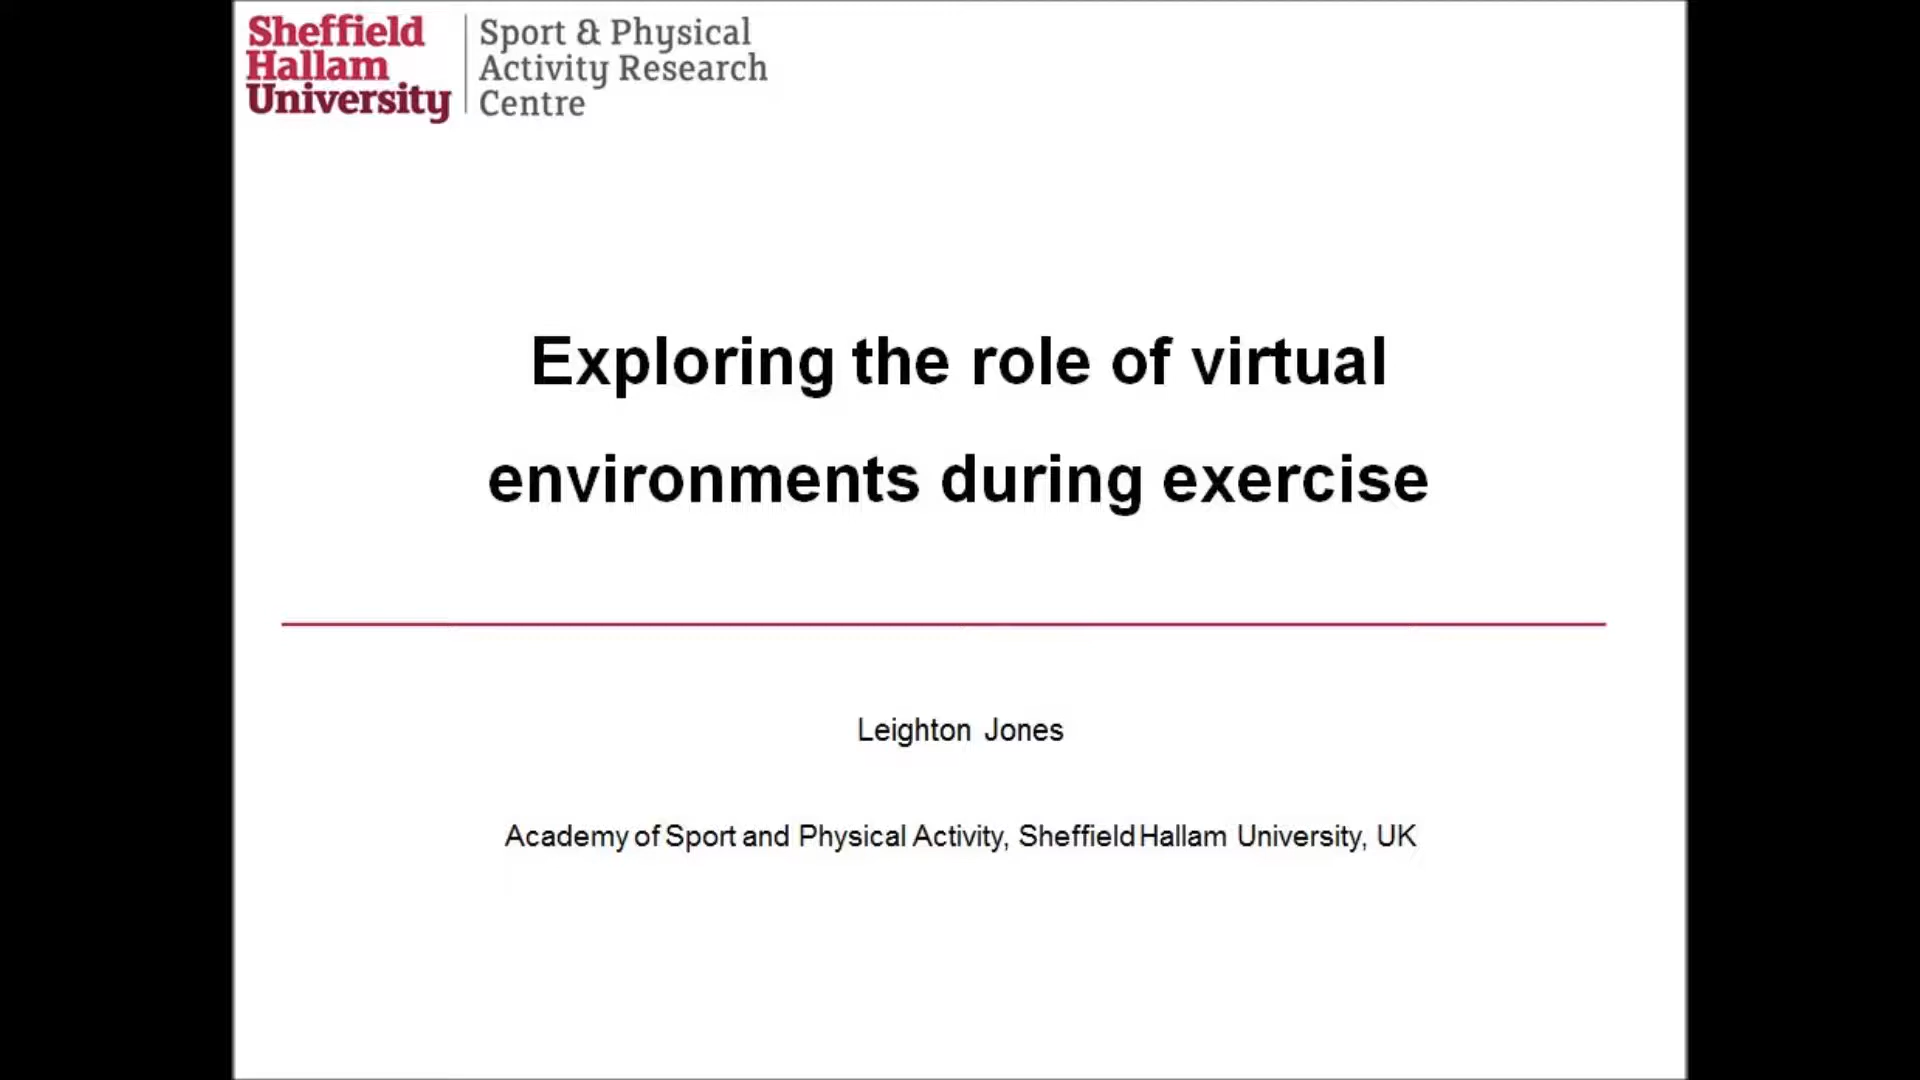 Sheffield
Hallam
University
Sport & Physical
Activity Research
Centre
Exploring the role of virtual
environments during exercise
Leighton Jones
Academy of Sport and Physical Activity, Sheffield Hallam University, UK